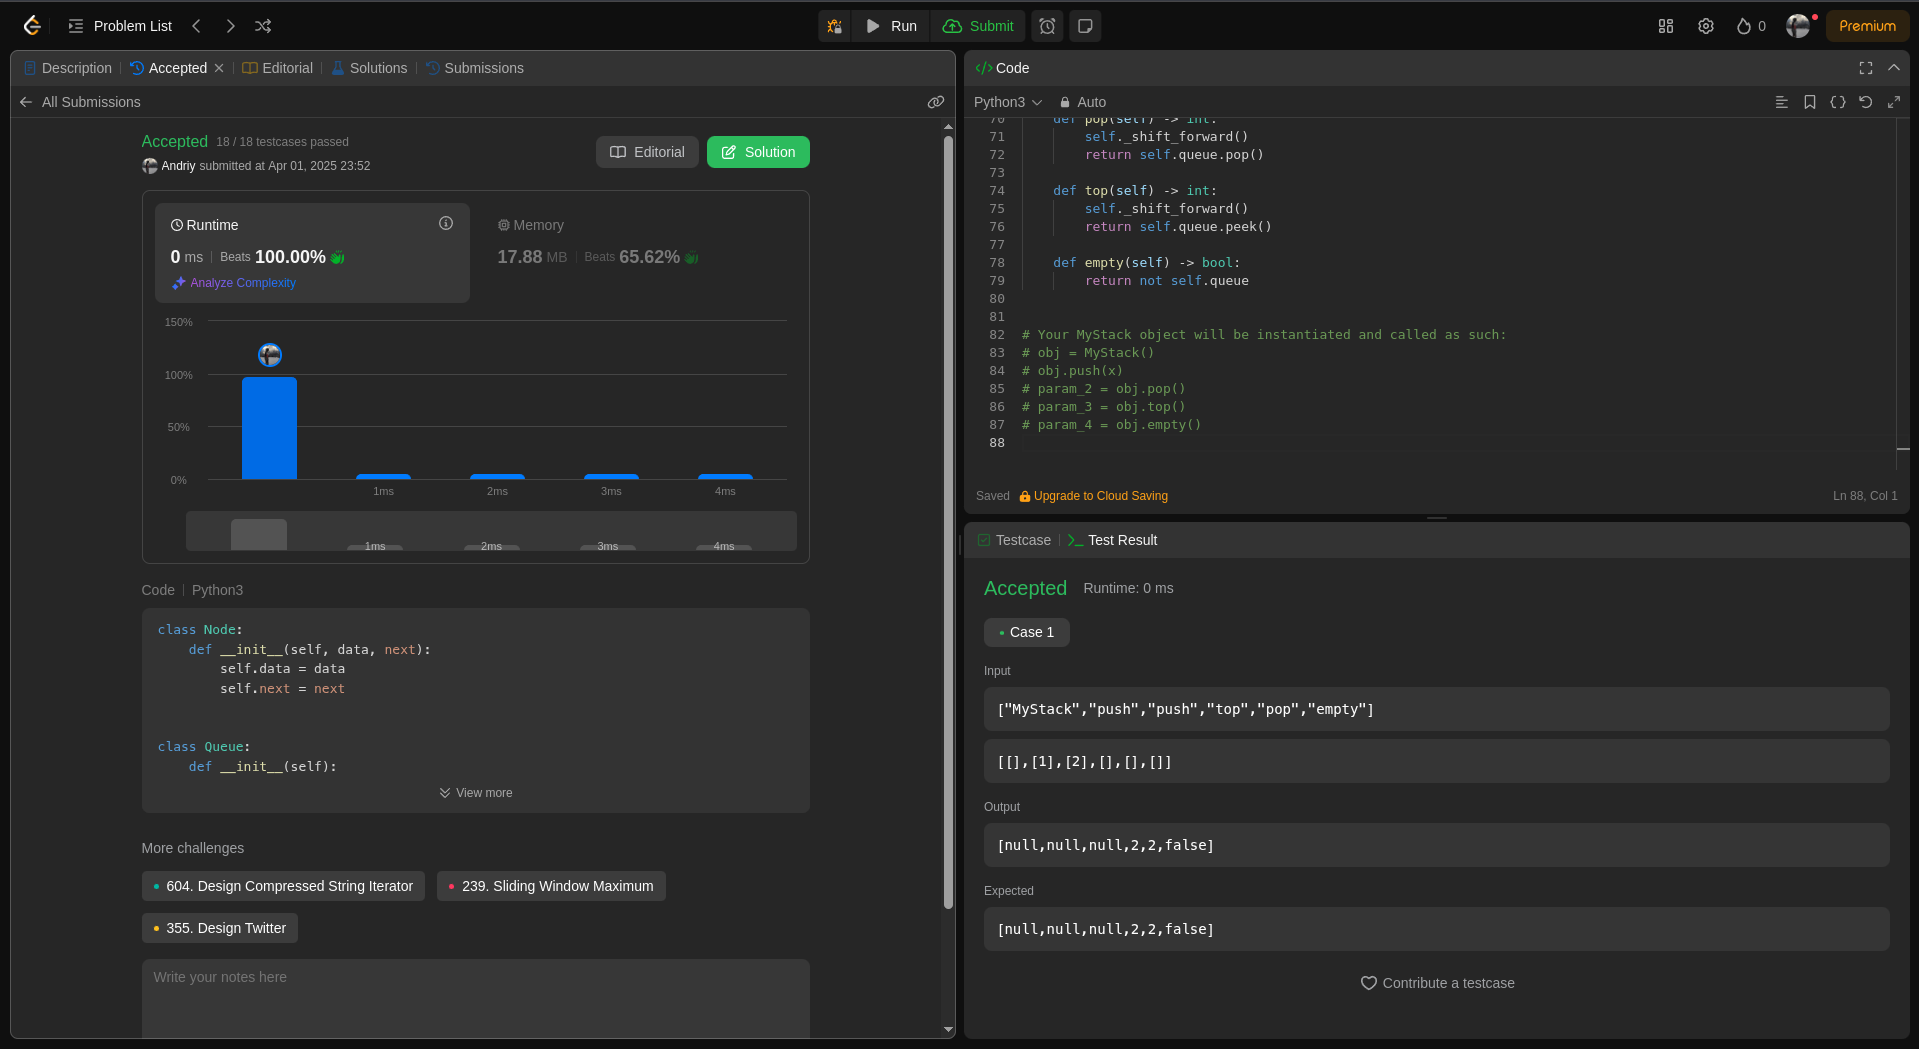 Problem List
Run
Submit
0
Premium
Description
Accepted
Editorial
Solutions
Submissions
All Submissions
Accepted 18 / 18 testcases passed
Andriy submitted at Apr 01, 2025 23:52
Editorial
Solution
Runtime
0 ms Beats 100.00%
Analyze Complexity
Memory
17.88 MB Beats 65.62%
150%
100%
50%
0%
1ms 2ms 3ms 4ms
1ms 2ms 3ms 4ms
Code Python3
class Node:
def __init__(self, data, next):
self.data = data
self.next = next
class Queue:
def __init__(self):
View more
More challenges
604. Design Compressed String Iterator
239. Sliding Window Maximum
355. Design Twitter
Write your notes here
</> Code
Python3 Auto
70 def pop(self) -> int:
71 self._shift_forward()
72 return self.queue.pop()
73
74 def top(self) -> int:
75 self._shift_forward()
76 return self.queue.peek()
77
78 def empty(self) -> bool:
79 return not self.queue
80
81
82 # Your MyStack object will be instantiated and called as such:
83 # obj = MyStack()
84 # obj.push(x)
85 # param_2 = obj.pop()
86 # param_3 = obj.top()
87 # param_4 = obj.empty()
88
Saved Upgrade to Cloud Saving
Ln 88, Col 1
Testcase
Test Result
Accepted Runtime: 0 ms
Case 1
Input
["MyStack","push","push","top","pop","empty"]
[[],[1],[2],[],[],[]]
Output
[null,null,null,2,2,false]
Expected
[null,null,null,2,2,false]
Contribute a testcase